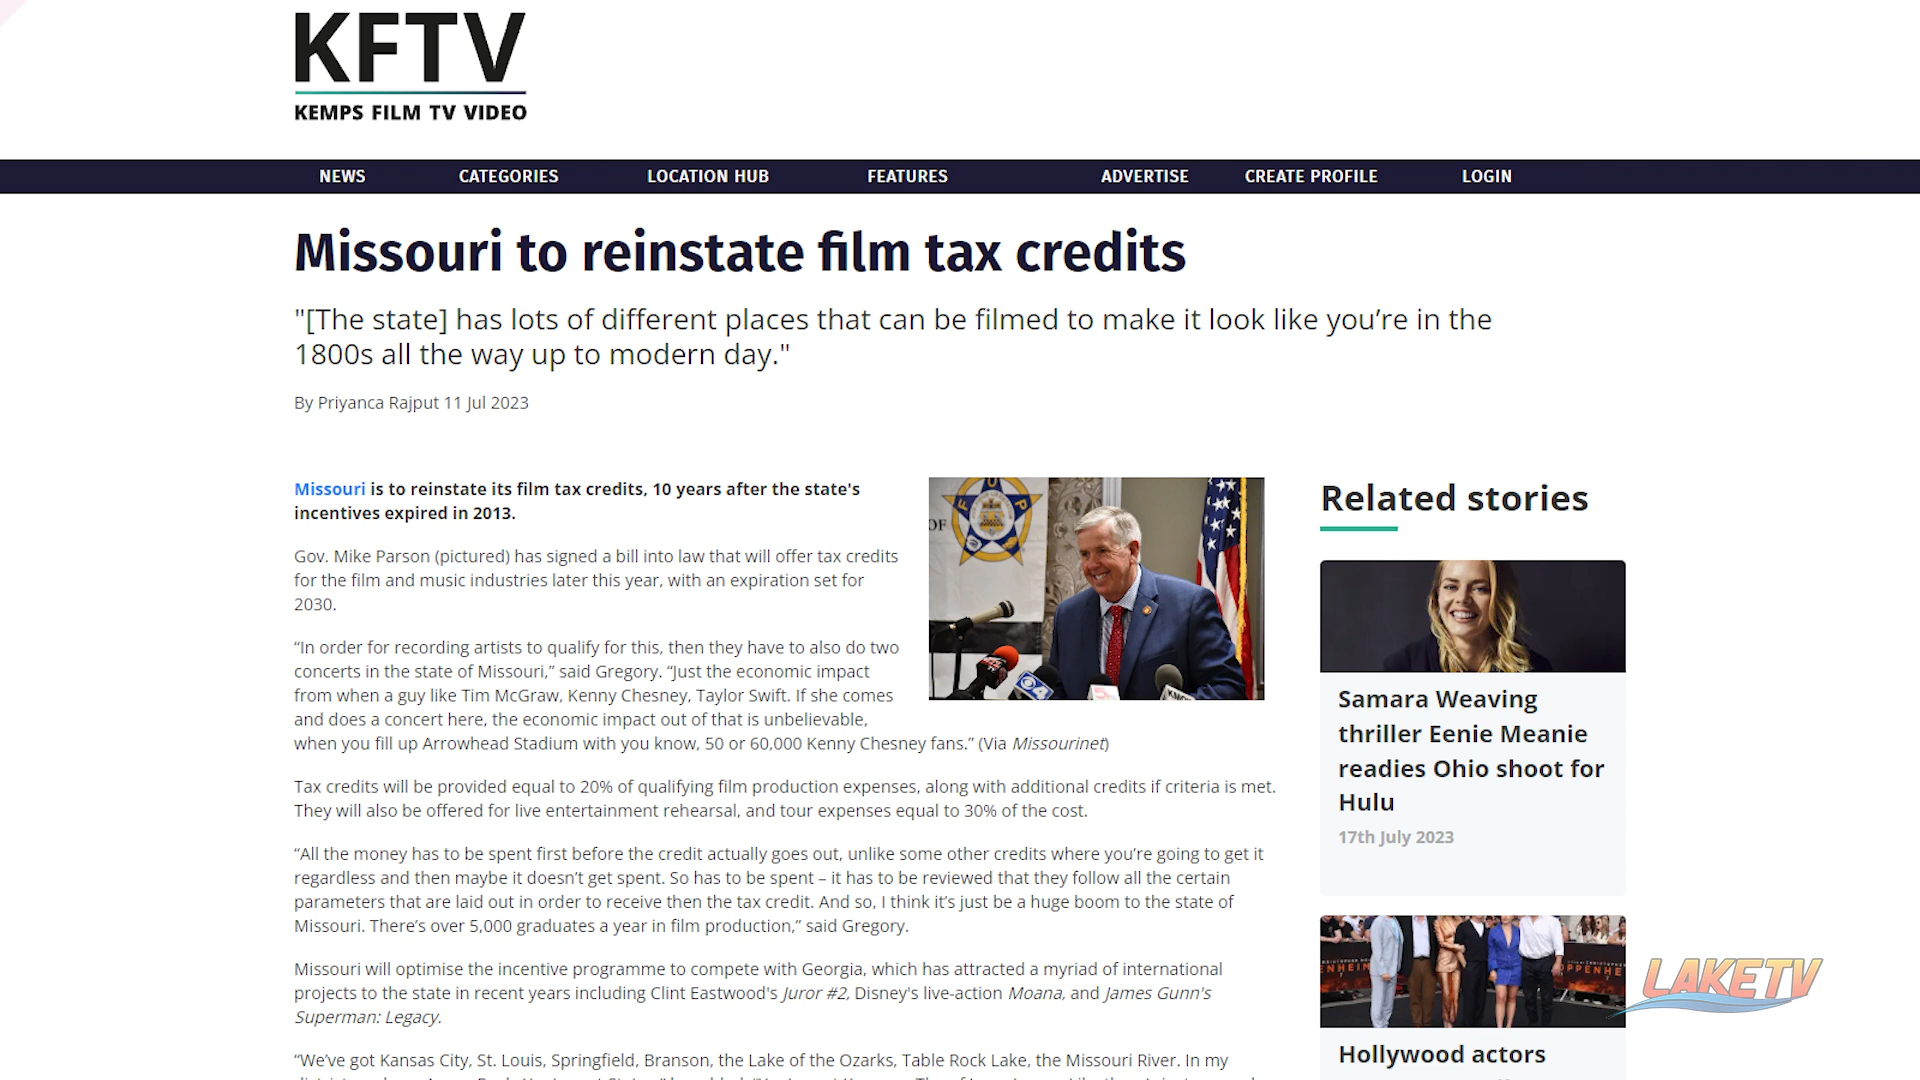 KFTV
KEMPS FILM TV VIDEO
NEWS CATEGORIES LOCATION HUB FEATURES ADVERTISE CREATE PROFILE LOGIN
Missouri to reinstate film tax credits
"[The state] has lots of different places that can be filmed to make it look like you’re in the
1800s all the way up to modern day."
By Priyanca Rajput 11 Jul 2023
Missouri is to reinstate its film tax credits, 10 years after the state's
incentives expired in 2013.
Gov. Mike Parson (pictured) has signed a bill into law that will offer tax credits
for the film and music industries later this year, with an expiration set for
2030.
“In order for recording artists to qualify for this, then they have to also do two
concerts in the state of Missouri,” said Gregory. “Just the economic impact
from when a guy like Tim McGraw, Kenny Chesney, Taylor Swift. If she comes
and does a concert here, the economic impact out of that is unbelievable,
when you fill up Arrowhead Stadium with you know, 50 or 60,000 Kenny Chesney fans.” (Via Missourinet)
Tax credits will be provided equal to 20% of qualifying film production expenses, along with additional credits if criteria is met.
They will also be offered for live entertainment rehearsal, and tour expenses equal to 30% of the cost.
“All the money has to be spent first before the credit actually goes out, unlike some other credits where you’re going to get it
regardless and then maybe it doesn’t get spent. So has to be spent – it has to be reviewed that they follow all the certain
parameters that are laid out in order to receive then the tax credit. And so, I think it’s just be a huge boom to the state of
Missouri. There’s over 5,000 graduates a year in film production,” said Gregory.
Missouri will optimise the incentive programme to compete with Georgia, which has attracted a myriad of international
projects to the state in recent years including Clint Eastwood's Juror #2, Disney's live-action Moana, and James Gunn's
Superman: Legacy.
“We’ve got Kansas City, St. Louis, Springfield, Branson, the Lake of the Ozarks, Table Rock Lake, the Missouri River. In my
OF
FOP
4
KMOX
Related stories
Samara Weaving
thriller Eenie Meanie
readies Ohio shoot for
Hulu
17th July 2023
ENHEIM
OPPENHE
Hollywood actors
LAKETV